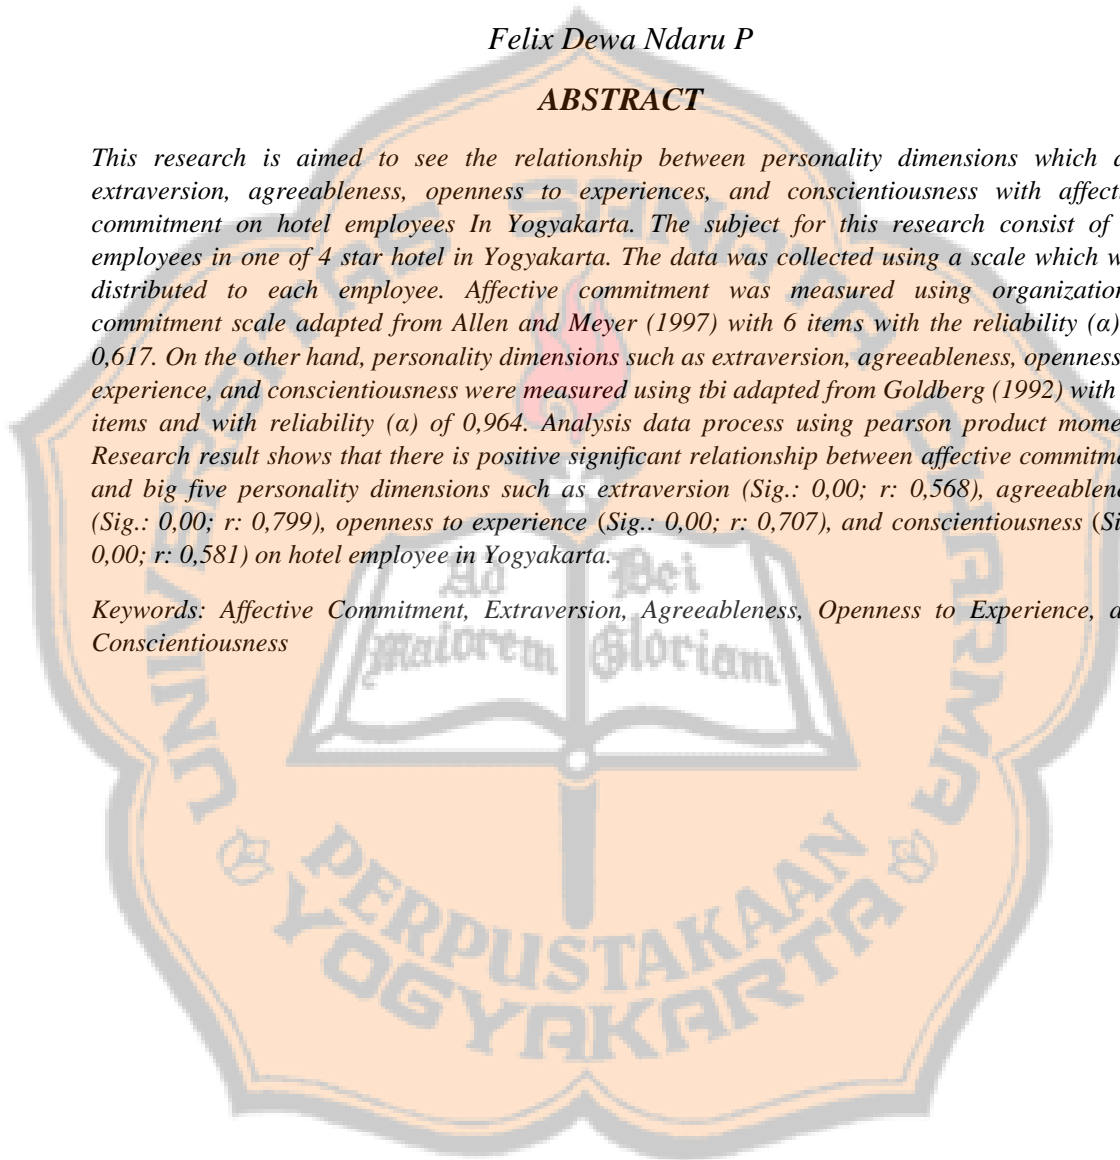 Felix Dewa Ndaru P
ABSTRACT
This research is aimed to see the relationship between personality dimensions which
extraversion, agreeableness, openness to experiences, and conscientiousness with
commitment on hotel employees In Yogyakarta. The subject for this research consist of
employees in one of 4 star hotel in Yogyakarta. The data was collected using a scale which
distributed to each employee. Affective commitment was measured using
commitment scale adapted from Allen and Meyer (1997) with 6 items with the reliability (α)
0,617. On the other hand, personality dimensions such as extraversion, agreeableness, openness
experience, and conscientiousness were measured using tbi adapted from Goldberg (1992) with
items and with reliability (α) of 0,964. Analysis data process using pearson product
Research result shows that there is positive significant relationship between affective
and big five personality dimensions such as extraversion (Sig.: 0,00; r: 0,568),
(Sig.: 0,00; r: 0,799), openness to experience (Sig.: 0,00; r: 0,707), and conscientiousness
0,00; r: 0,581) on hotel employee in Yogyakarta.
Keywords: Affective Commitment, Extraversion, Agreeableness, Openness to Experience,
Conscientiousness
UNIVERSITAS SANATA DHARMA
Ad Dei
Maiorem Gloriam
PERPUSTAKAAN
YOGYAKARTA